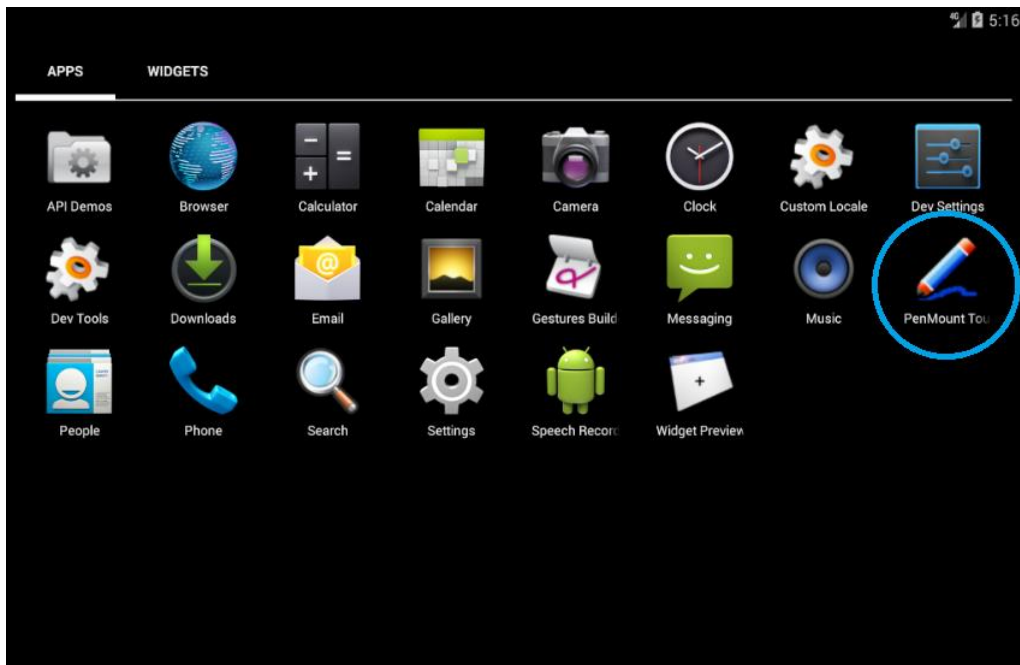 4G 5:16
APPS WIDGETS
API Demos Browser Calculator Calendar Camera Clock Custom Locale Dev Settings
Dev Tools Downloads Email Gallery Gestures Build Messaging Music PenMount Tou
People Phone Search Settings Speech Record Widget Preview